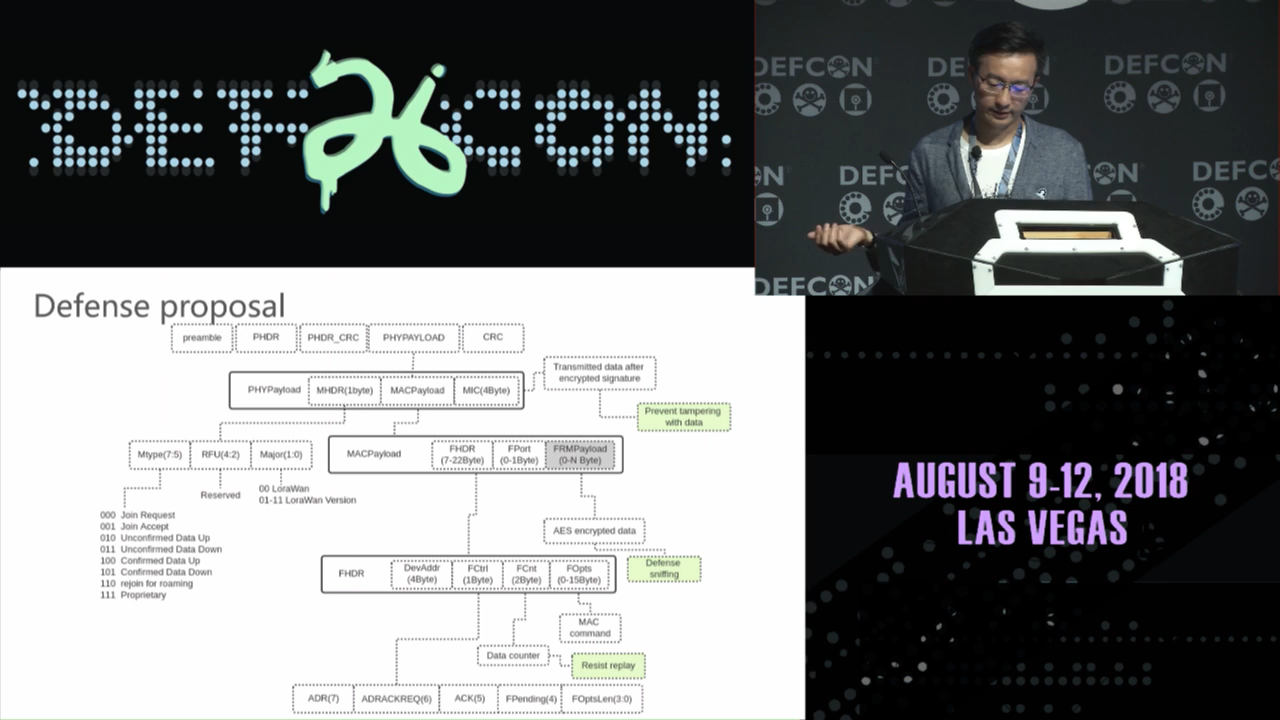 DEFCON
26
DEFCON
DEFCON
DEFCON
DEFCON
Defense proposal
preamble
PHDR
PHDR_CRC
PHYPAYLOAD
CRC
PHYPayload
MHDR(1byte)
MACPayload
MIC(4Byte)
Transmitted data after
encrypted signature
Prevent tampering
with data
Mtype(7:5)
RFU(4:2)
Major(1:0)
MACPayload
FHDR
(7-22Byte)
FPort
(0-1Byte)
FRMPayload
(0-N Byte)
Reserved
00 LoraWan
01-11 LoraWan Version
000 Join Request
001 Join Accept
010 Unconfirmed Data Up
011 Unconfirmed Data Down
100 Confirmed Data Up
101 Confirmed Data Down
110 rejoin for roaming
111 Proprietary
AES encrypted data
Defense
sniffing
FHDR
DevAddr
(4Byte)
FCtrl
(1Byte)
FCnt
(2Byte)
FOpts
(0-15Byte)
MAC
command
Data counter
Resist replay
ADR(7)
ADRACKREQ(6)
ACK(5)
FPending(4)
FOptsLen(3:0)
AUGUST 9-12, 2018
LAS VEGAS